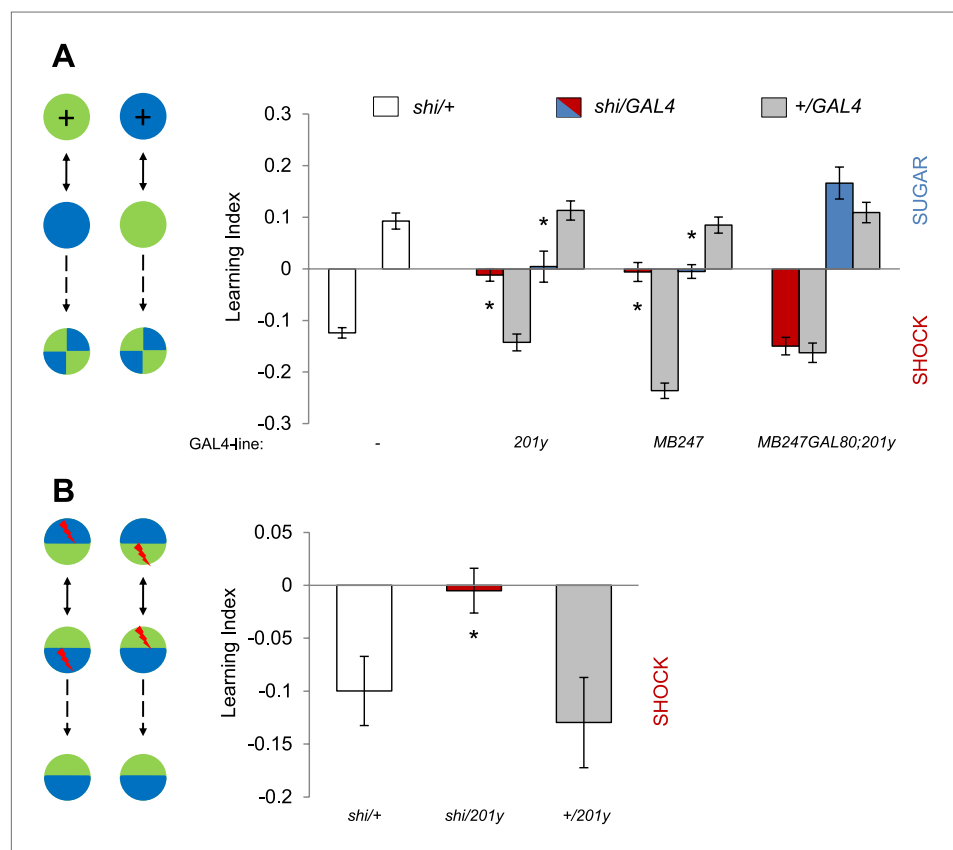 A
+ +
shi/+ shi/GAL4 +/GAL4
Learning Index
0.3
0.2
0.1
0
-0.1
-0.2
-0.3
* * * *
SUGAR
SHOCK
GAL4-line: - 201y MB247 MB247GAL80;201y
B
Learning Index
0.05
0
-0.05
-0.1
-0.15
-0.2
*
SHOCK
shi/+ shi/201y +/201y